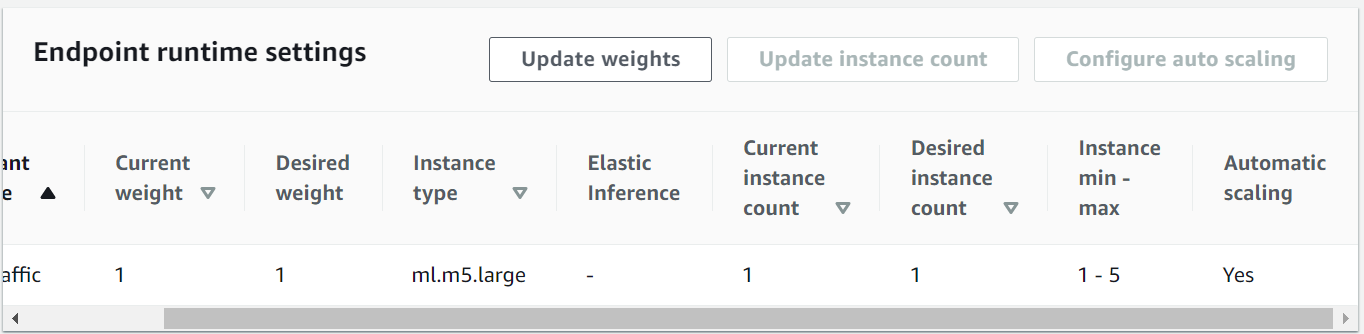 Endpoint runtime settings
Update weights
Update instance count
Configure auto scaling
ant
e
Current
weight
Desired
weight
Instance
type
Elastic
Inference
Current
instance
count
Desired
instance
count
Instance
min -
max
Automatic
scaling
affic
1
1
ml.m5.large
-
1
1
1 - 5
Yes